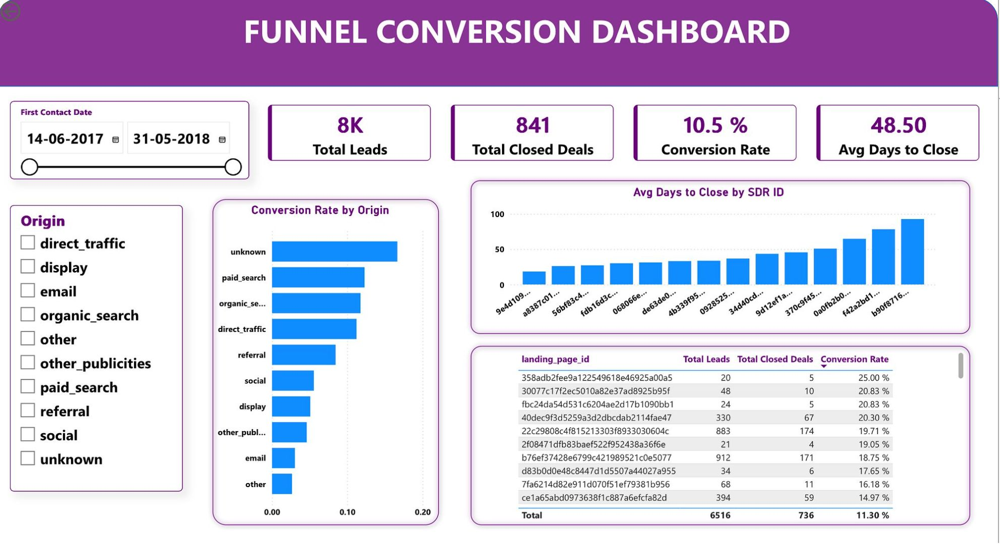 FUNNEL CONVERSION DASHBOARD
First Contact Date
14-06-2017 31-05-2018
8K
Total Leads
841
Total Closed Deals
10.5 %
Conversion Rate
48.50
Avg Days to Close
Origin
direct_traffic
display
email
organic_search
other
other_publicities
paid_search
referral
social
unknown
Conversion Rate by Origin
unknown
paid_search
organic_se...
direct_traffic
referral
social
display
other_publ...
email
other
0.00 0.10 0.20
Avg Days to Close by SDR ID
100
50
0
9e4d109... a8387c01... 56bf83c4... fdb16d3c... 068066e... de63de0... 4b339f95... 0928525... 34d40cd... 9d12ef1a... 370c9f45... 0a0fb2b0... f42a2bd1... b90f8716...
landing_page_id Total Leads Total Closed Deals Conversion Rate
358adb2fee9a122549618e46925a00a5 20 5 25.00 %
30077c17f2ec5010a82e37ad8925b95f 48 10 20.83 %
fbc24da54d531c6204ae2d17b1090bb1 24 5 20.83 %
40dec9f3d5259a3d2dbcdab2114fae47 330 67 20.30 %
22c29808c4f815213303f8933030604c 883 174 19.71 %
2f08471dfb83baef522f952438a36f6e 21 4 19.05 %
b76ef37428e6799c421989521c0e5077 912 171 18.75 %
d83b0d0e48c8447d1d5507a44027a955 34 6 17.65 %
7fa6214d82e911d070f51ef79381b956 68 11 16.18 %
ce1a65abd0973638f1c887a6efcfa82d 394 59 14.97 %
Total 6516 736 11.30 %